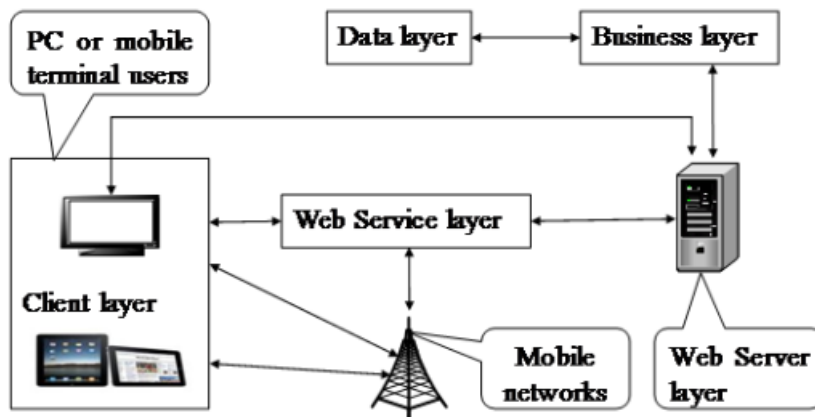 PC or mobile
terminal users
Data layer
Business layer
Web Service layer
Client layer
Mobile
networks
Web Server
layer